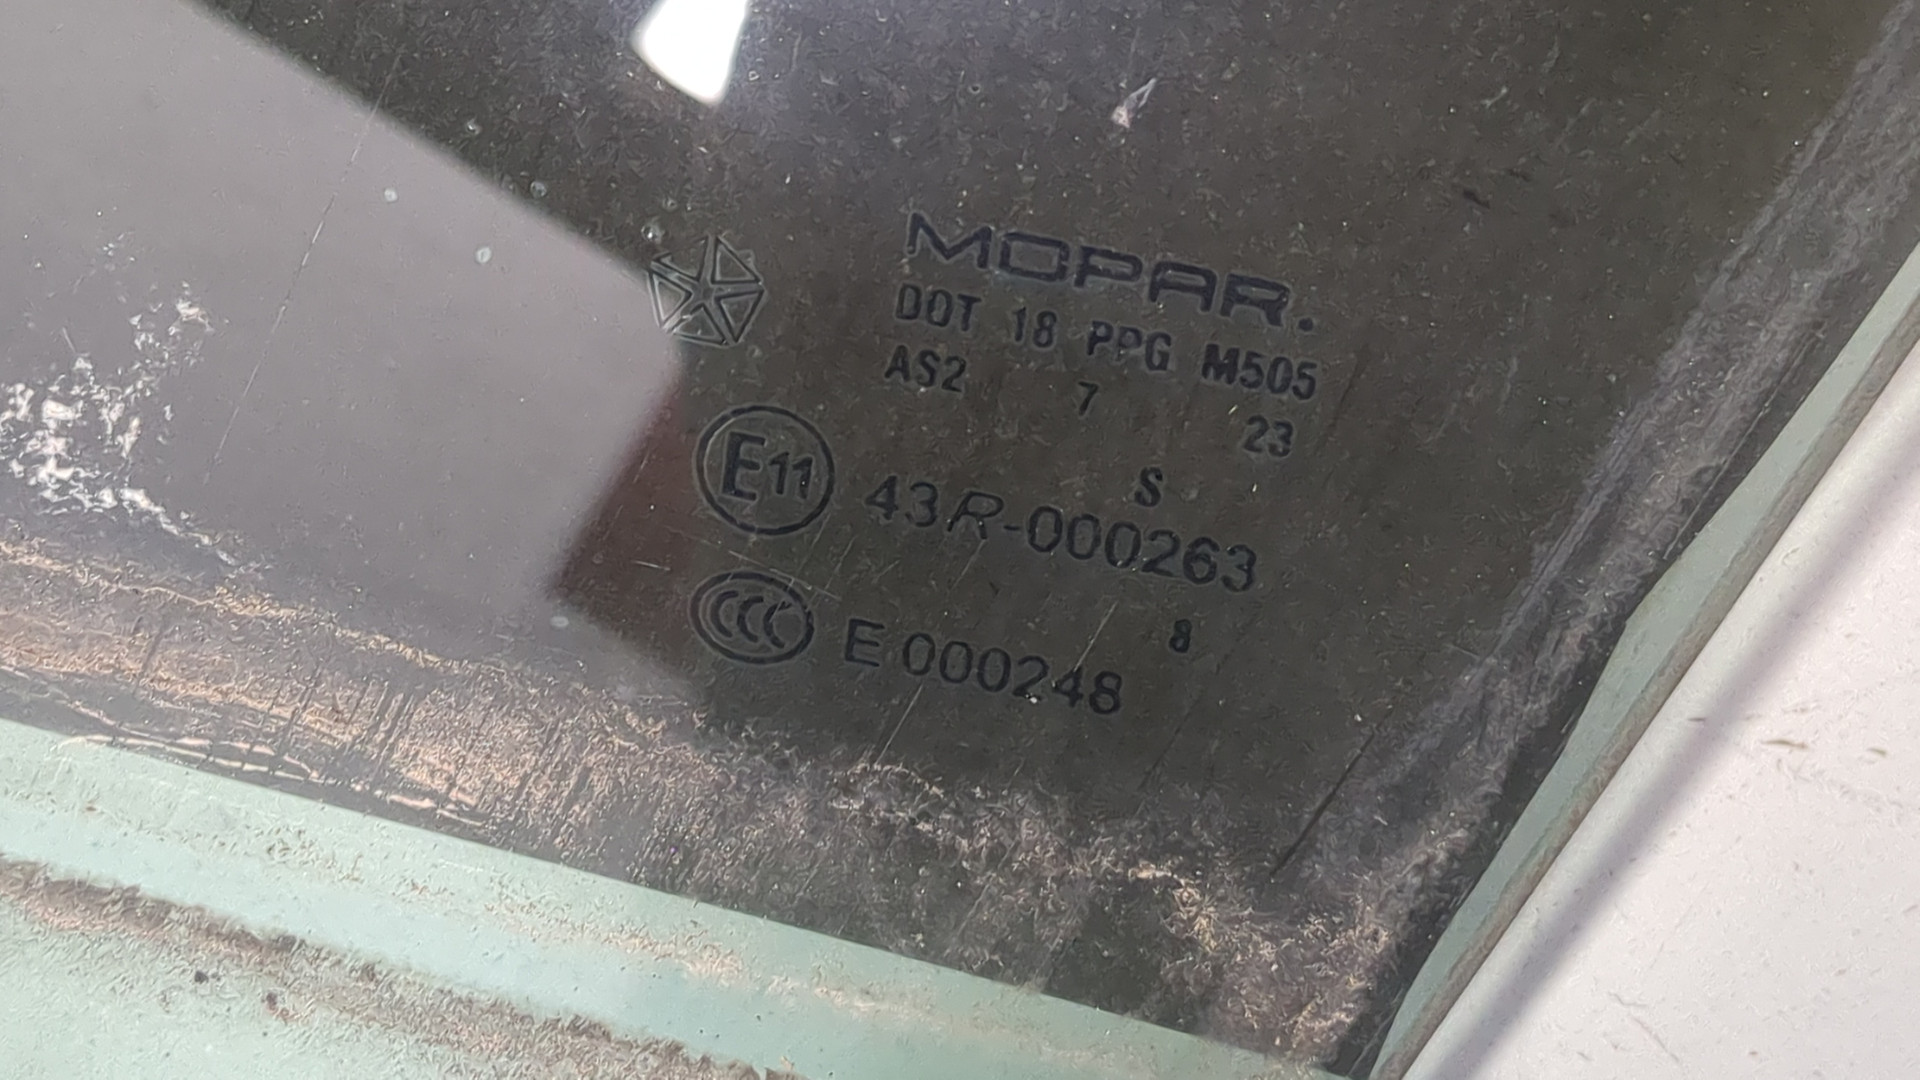 MOPAR.
DOT 18 PPG M505
AS2 7 23
S
E11 43R-000263
8
CCC E 000248